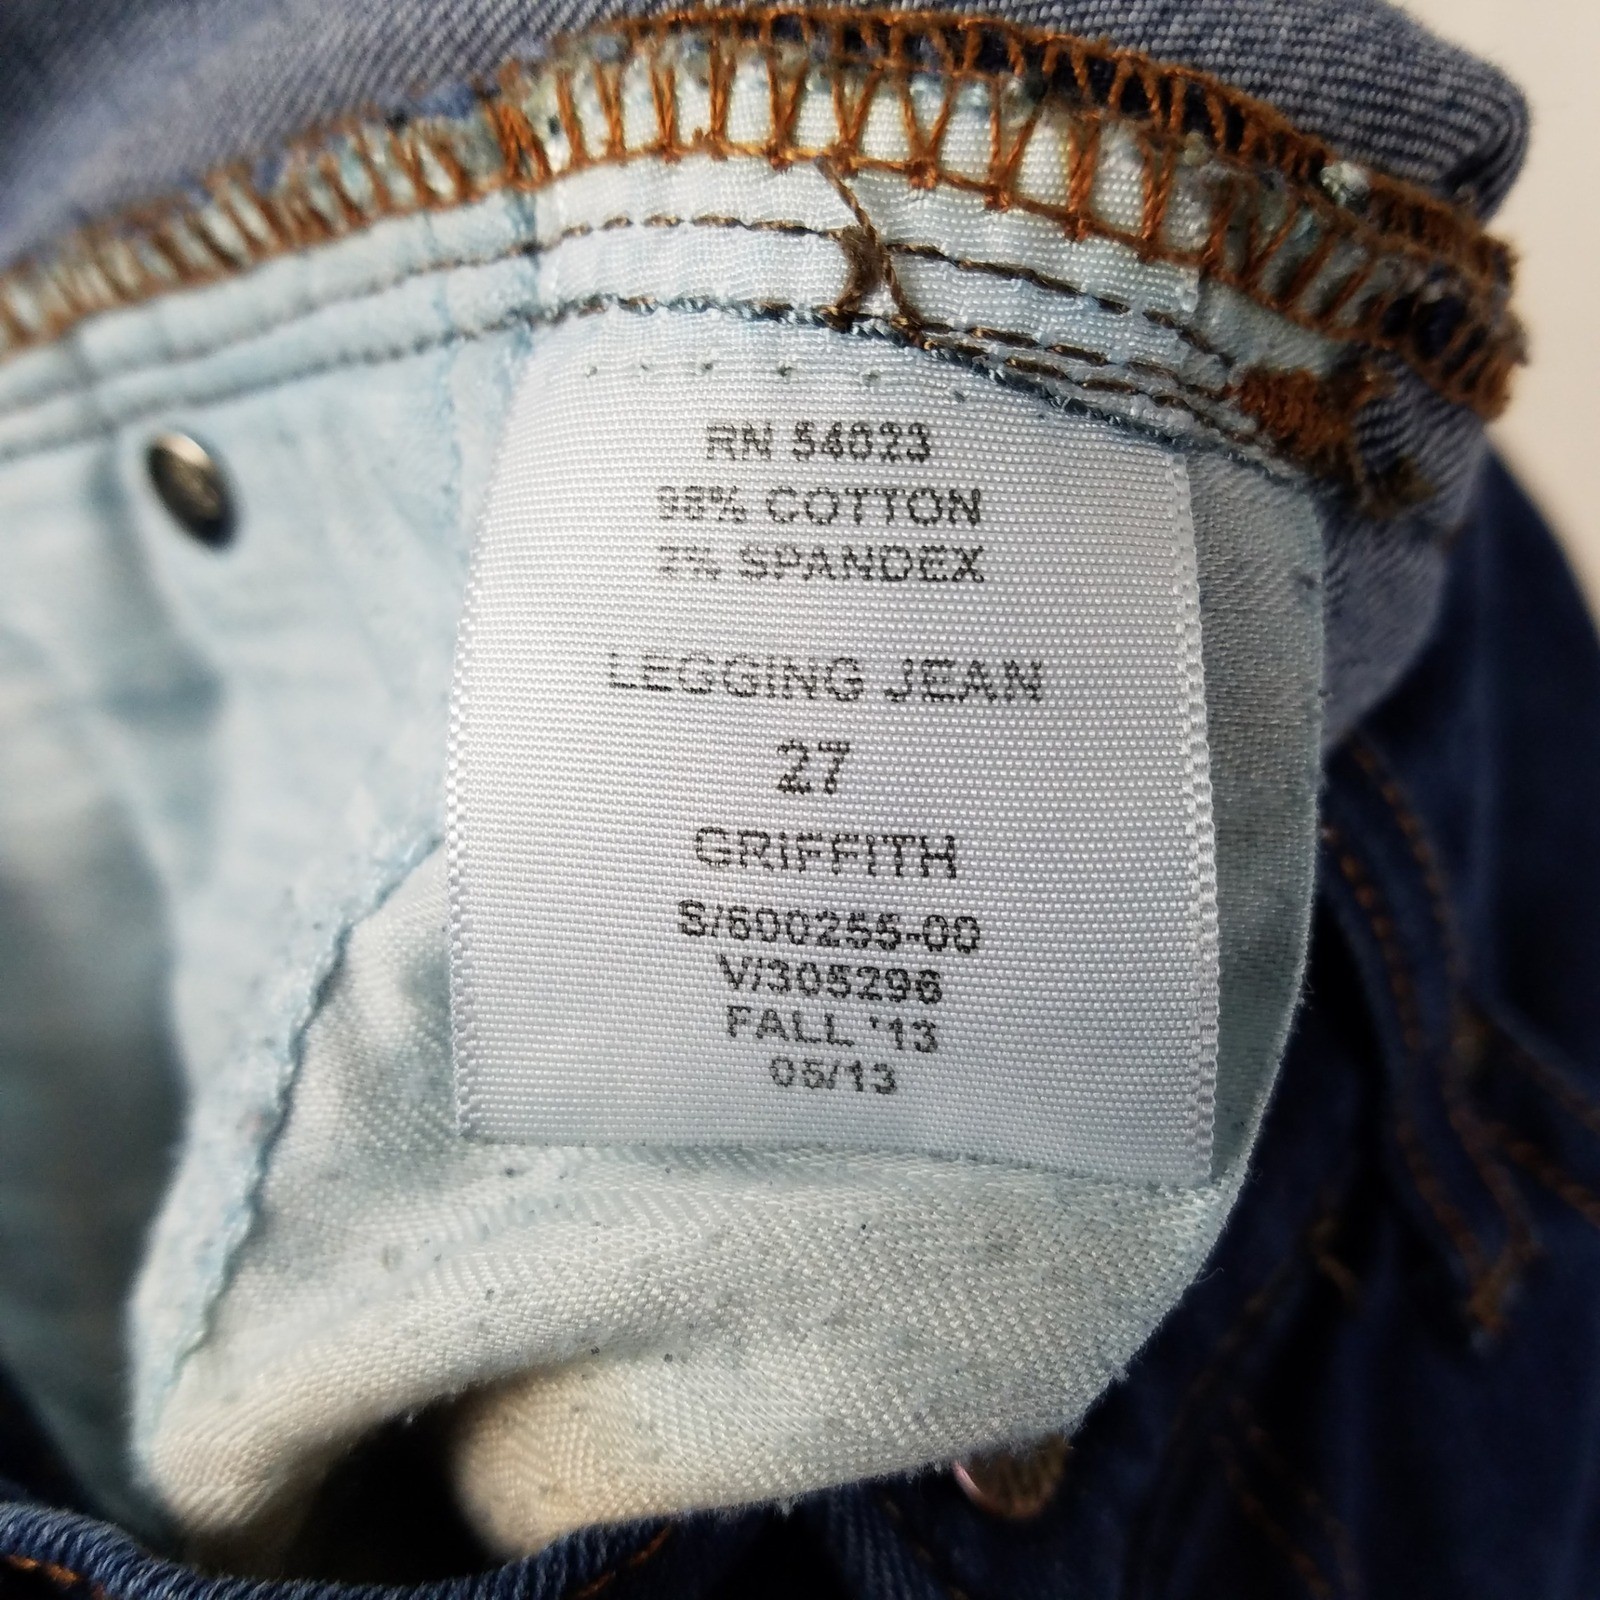 RN 54023
98% COTTON
2% SPANDEX
LEGGING JEAN
27
GRIFFITH
S/600255-00
V/305296
FALL '13
05/13